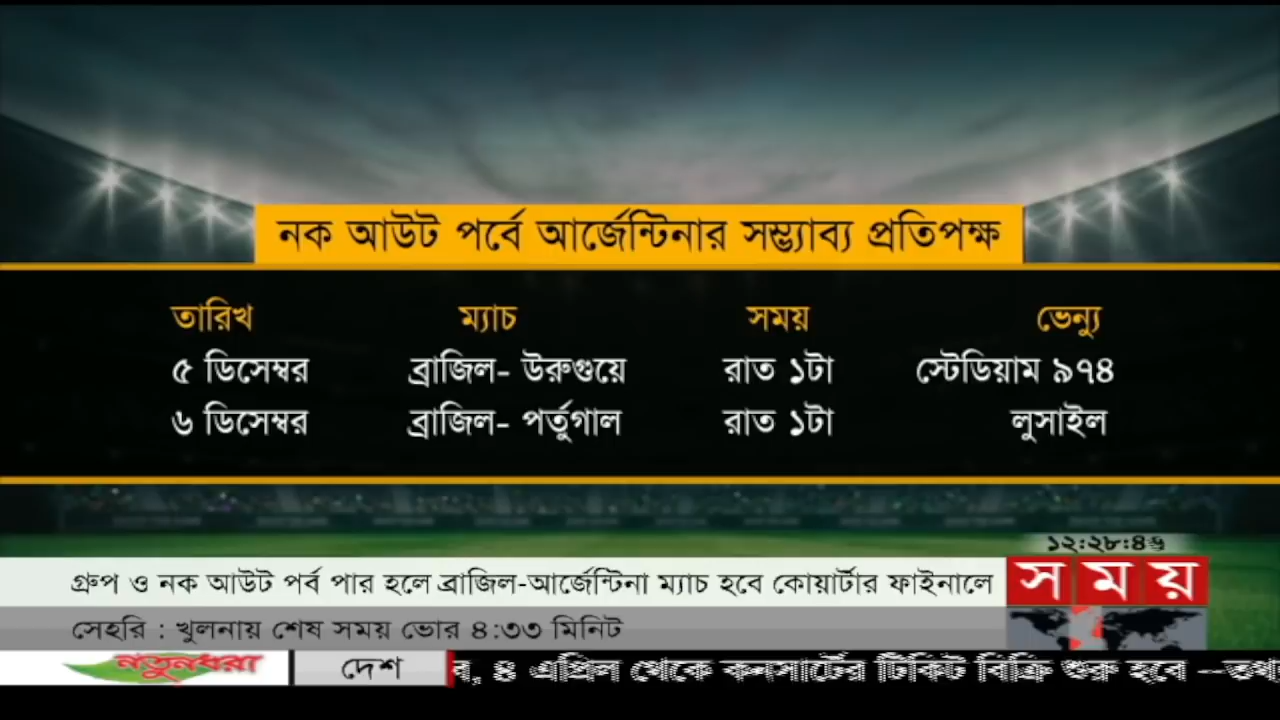 নক আউট পর্বে আর্জেন্টিনার সম্ভ্যাব্য প্রতিপক্ষ
তারিখ ম্যাচ সময় ভেন্যু
৫ ডিসেম্বর ব্রাজিল- উরুগুয়ে রাত ১টা স্টেডিয়াম ৯৭৪
৬ ডিসেম্বর ব্রাজিল- পর্তুগাল রাত ১টা লুসাইল
১২:২৮:৪
গ্রুপ ও নক আউট পর্ব পার হলে ব্রাজিল-আর্জেন্টিনা ম্যাচ হবে কোয়ার্টার ফাইনালে
সময়
সেহরি : খুলনায় শেষ সময় ভোর ৪:৩৩ মিনিট
নতুনধরা দেশ র, ৪ এপ্রিল থেকে কনসার্টের টিকিট বিক্রি শুরু হবে --তথ্য